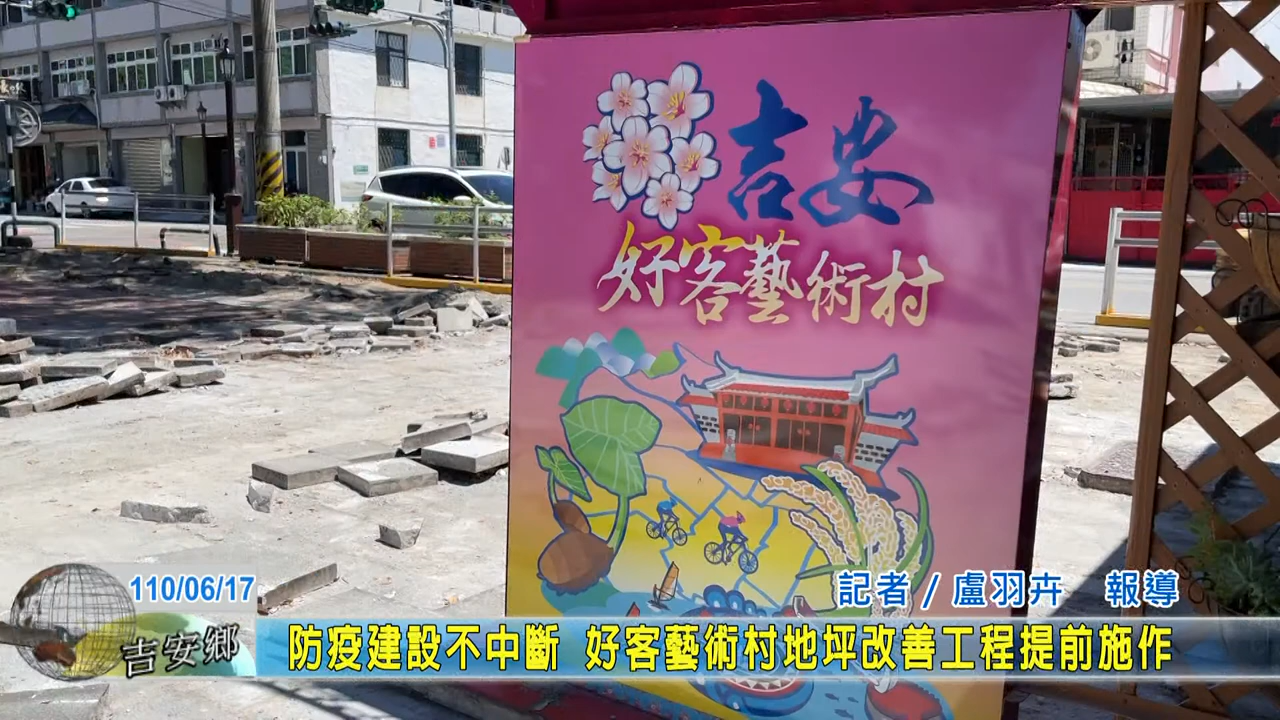 吉安
好客藝術村
110/06/17
記者/盧羽卉 報導
吉安鄉
防疫建設不中斷 好客藝術村地坪改善工程提前施作